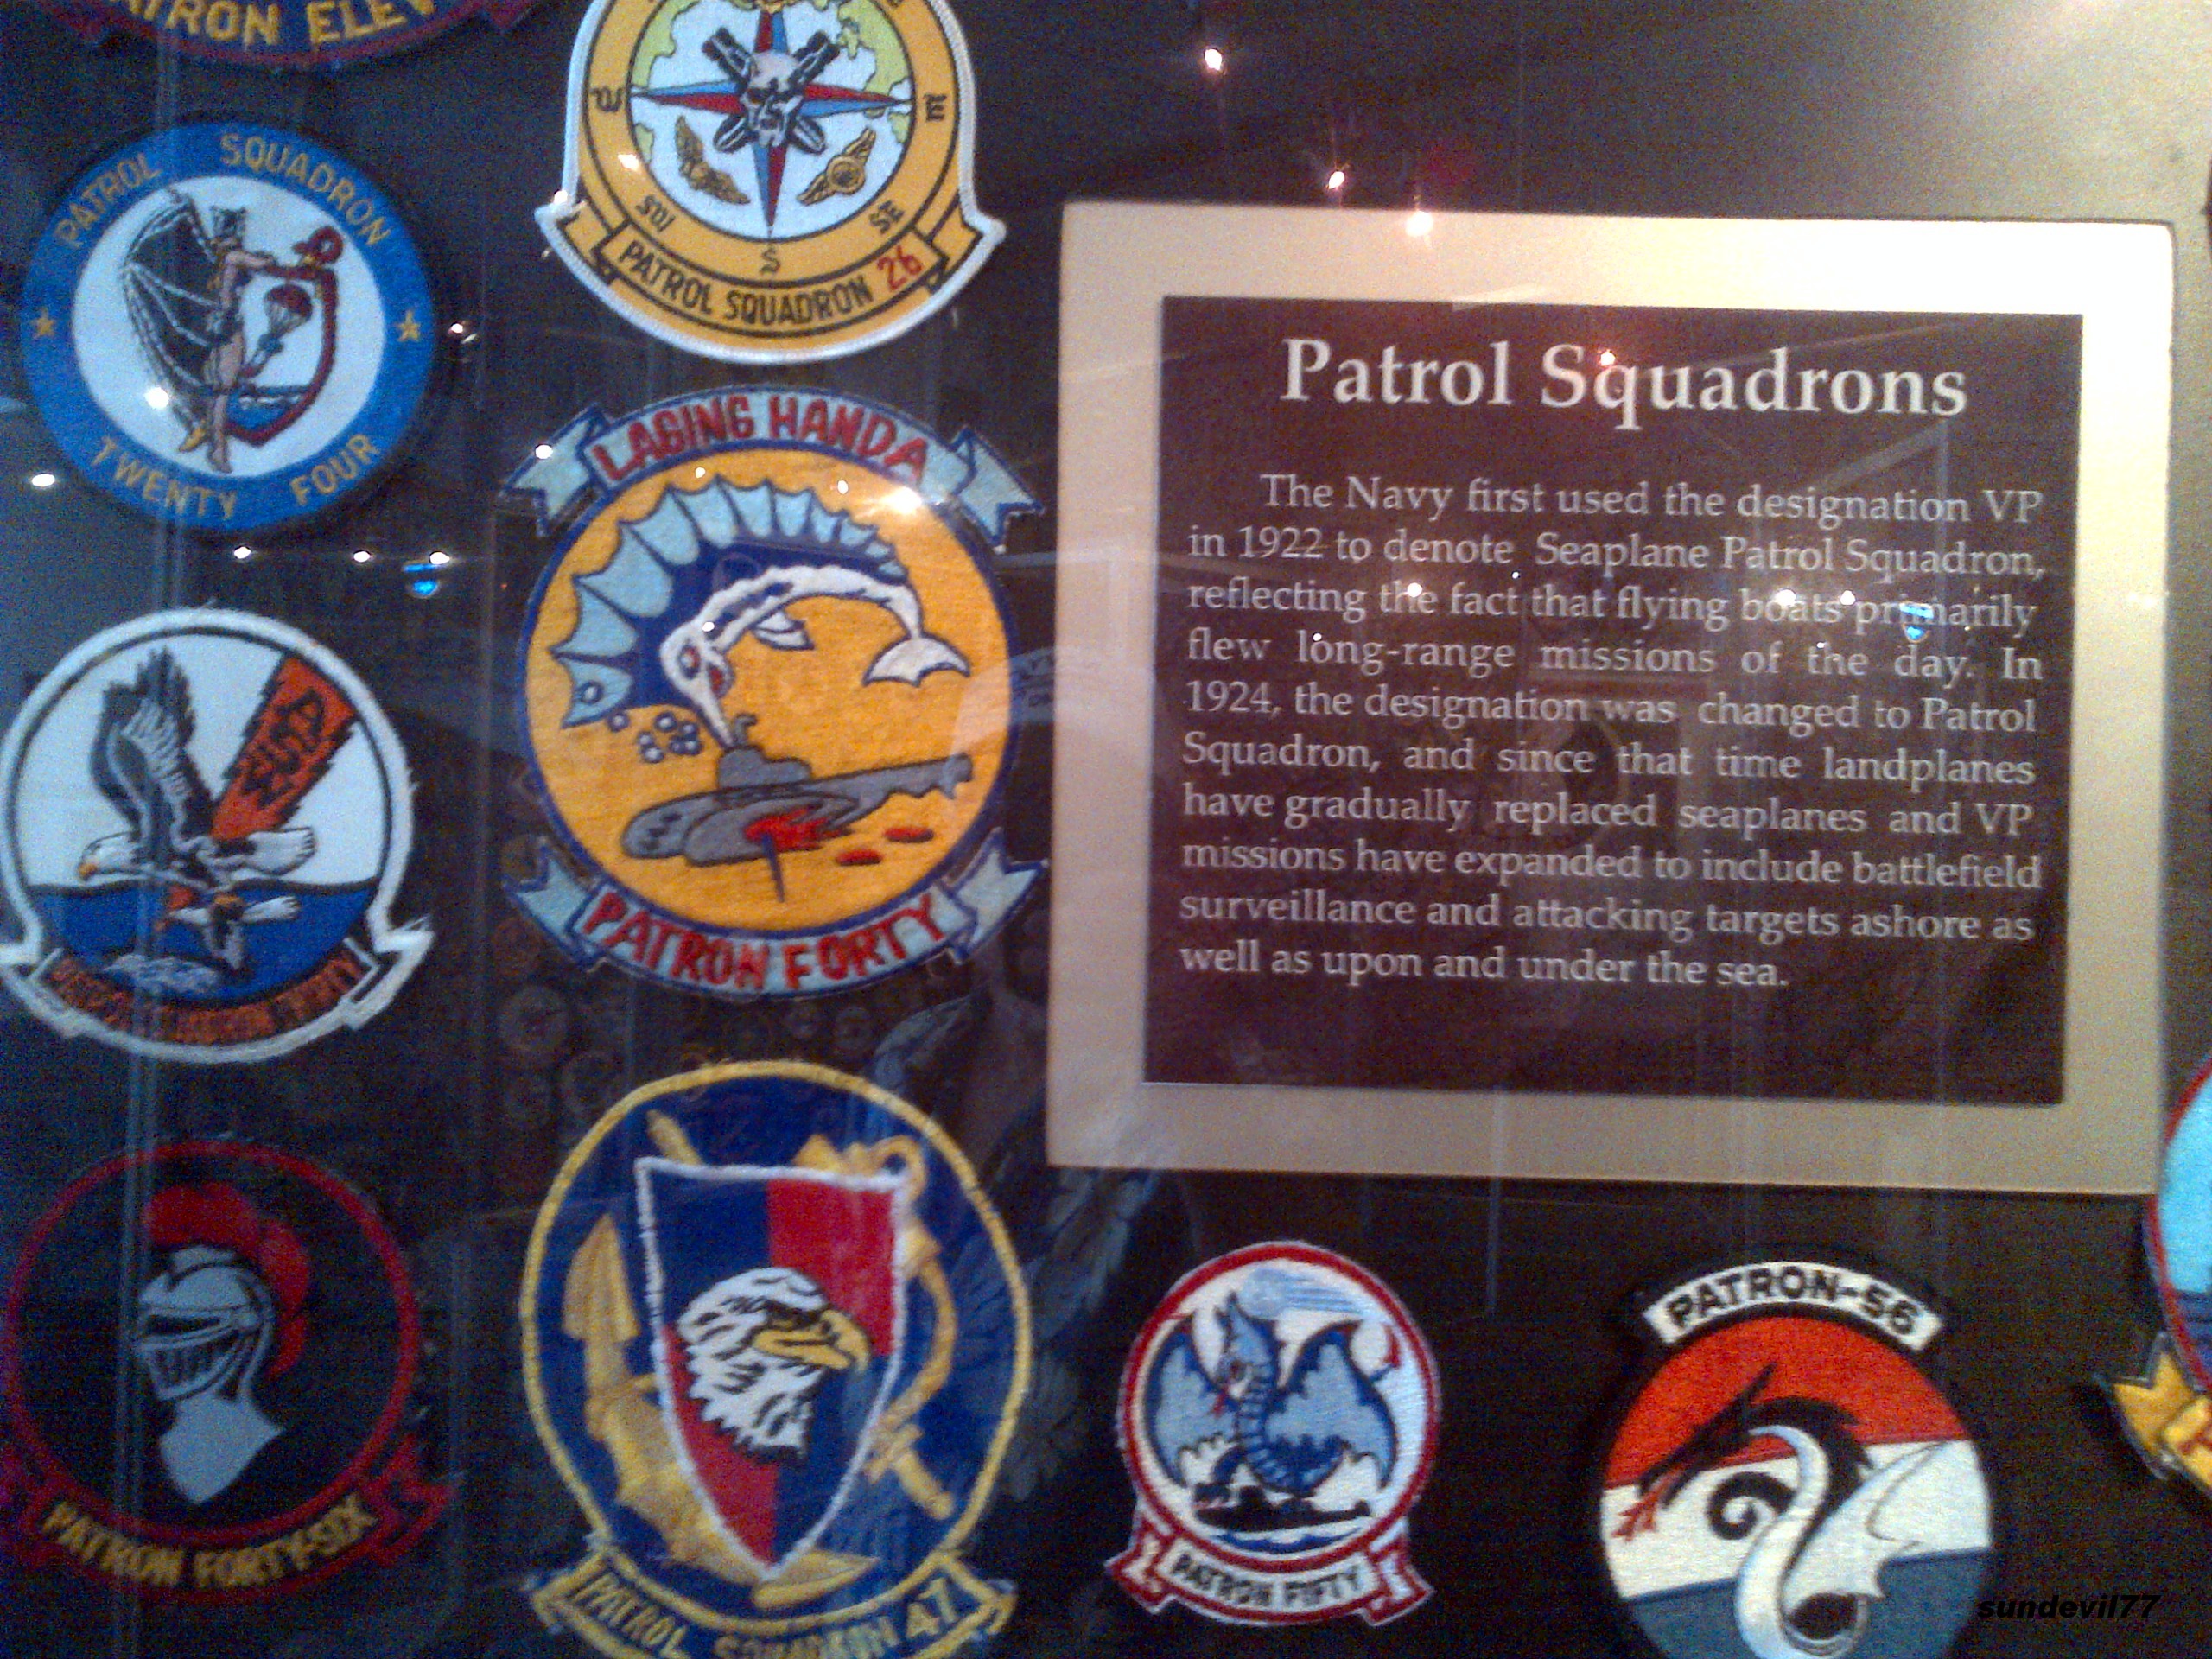 PATRON ELEV
PATROL SQUADRON
TWENTY FOUR
SE
S
PATROL SQUADRON 26
LAGING HANDA
PATRON FORTY
ASW
PATRON FORTY-SIX
PATROL SQUADRON 47
Patrol Squadrons
The Navy first used the designation VP
in 1922 to denote Seaplane Patrol Squadron,
reflecting the fact that flying boats primarily
flew long-range missions of the day. In
1924, the designation was changed to Patrol
Squadron, and since that time landplanes
have gradually replaced seaplanes and VP
missions have expanded to include battlefield
surveillance and attacking targets ashore as
well as upon and under the sea.
PATRON FIFTY
PATRON-56
sundevil77